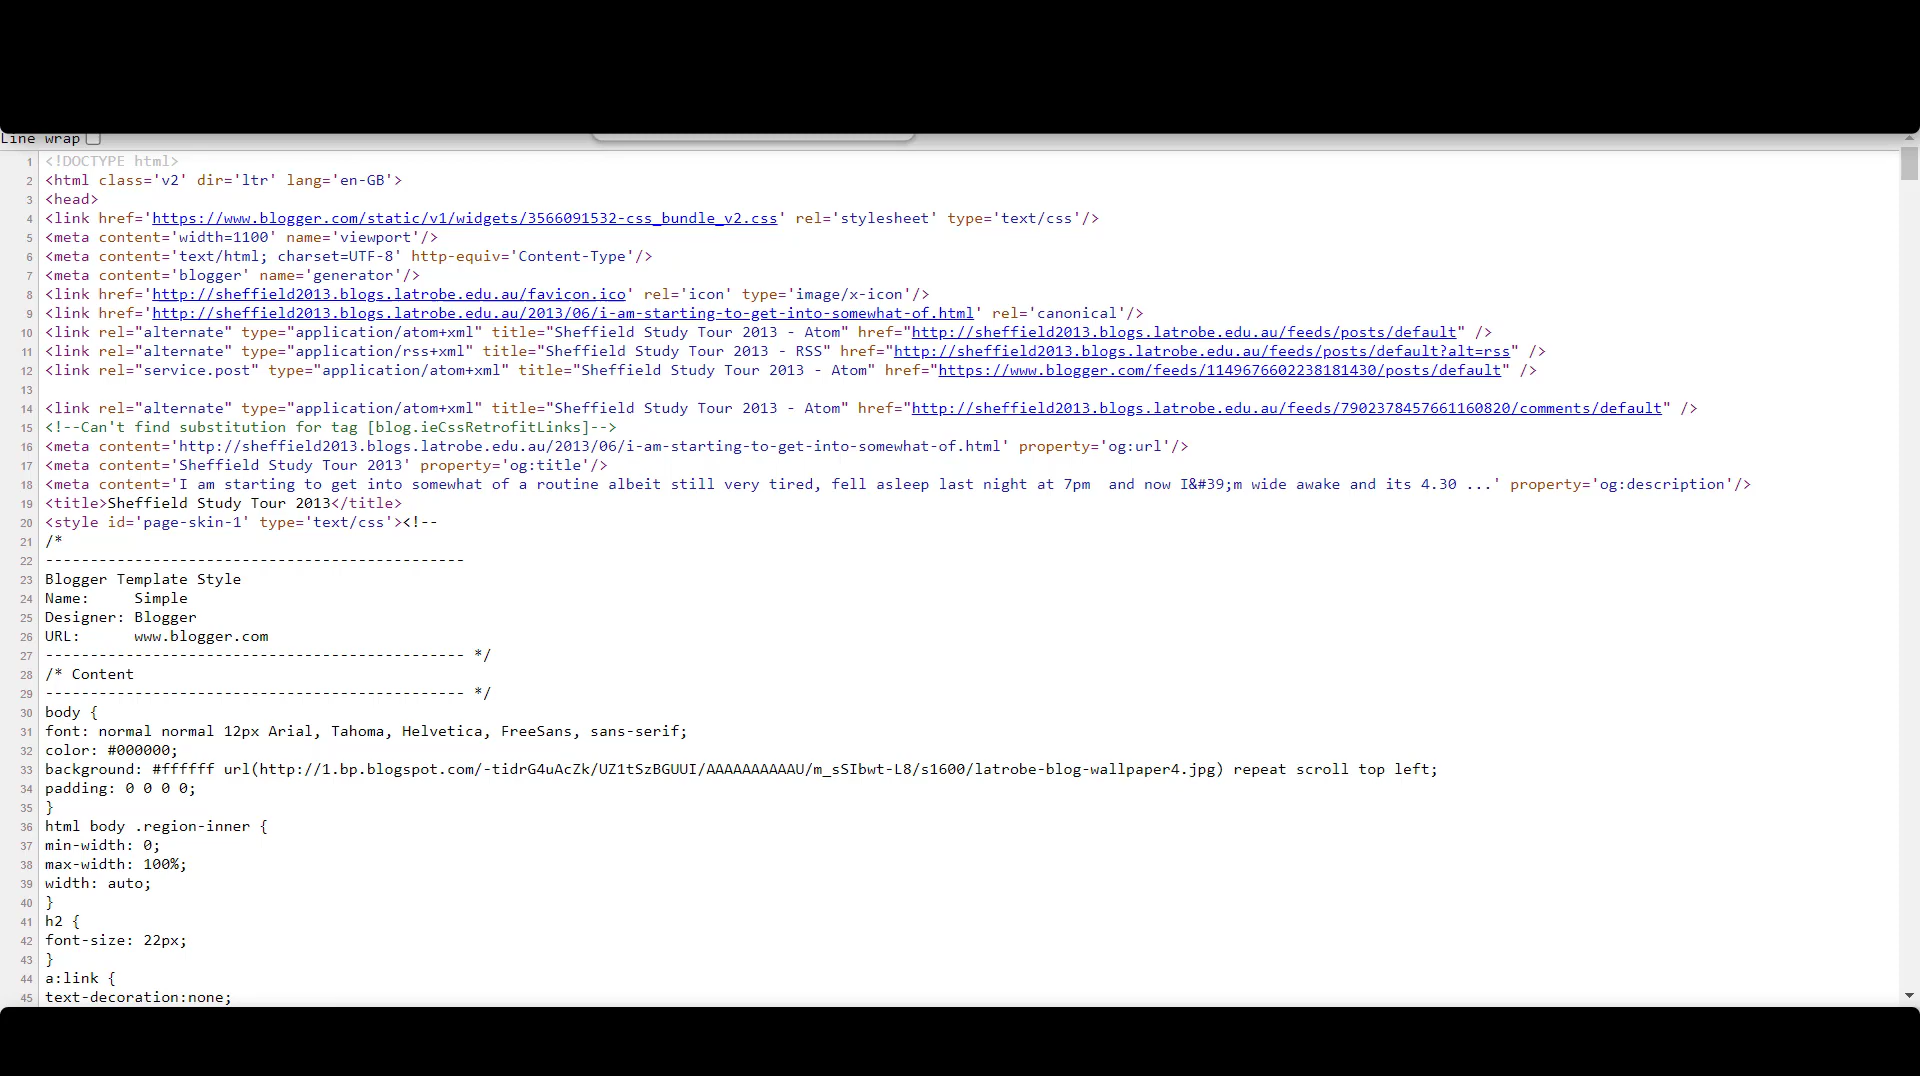 Line wrap
1 <!DOCTYPE html>
2 <html class='v2' dir='ltr' lang='en-GB'>
3 <head>
4 <link href='https://www.blogger.com/static/v1/widgets/3566091532-css_bundle_v2.css' rel='stylesheet' type='text/css'/>
5 <meta content='width=1100' name='viewport'/>
6 <meta content='text/html; charset=UTF-8' http-equiv='Content-Type'/>
7 <meta content='blogger' name='generator'/>
8 <link href='http://sheffield2013.blogs.latrobe.edu.au/favicon.ico' rel='icon' type='image/x-icon'/>
9 <link href='http://sheffield2013.blogs.latrobe.edu.au/2013/06/i-am-starting-to-get-into-somewhat-of.html' rel='canonical'/>
10 <link rel="alternate" type="application/atom+xml" title="Sheffield Study Tour 2013 - Atom" href="http://sheffield2013.blogs.latrobe.edu.au/feeds/posts/default" />
11 <link rel="alternate" type="application/rss+xml" title="Sheffield Study Tour 2013 - RSS" href="http://sheffield2013.blogs.latrobe.edu.au/feeds/posts/default?alt=rss" />
12 <link rel="service.post" type="application/atom+xml" title="Sheffield Study Tour 2013 - Atom" href="https://www.blogger.com/feeds/1149676602238181430/posts/default" />
13
14 <link rel="alternate" type="application/atom+xml" title="Sheffield Study Tour 2013 - Atom" href="http://sheffield2013.blogs.latrobe.edu.au/feeds/7902378457661160820/comments/default" />
15 <!--Can't find substitution for tag [blog.ieCssRetrofitLinks]-->
16 <meta content='http://sheffield2013.blogs.latrobe.edu.au/2013/06/i-am-starting-to-get-into-somewhat-of.html' property='og:url'/>
17 <meta content='Sheffield Study Tour 2013' property='og:title'/>
18 <meta content='I am starting to get into somewhat of a routine albeit still very tired, fell asleep last night at 7pm  and now I&#39;m wide awake and its 4.30 ...' property='og:description'/>
19 <title>Sheffield Study Tour 2013</title>
20 <style id='page-skin-1' type='text/css'><!--
21 /*
22 -----------------------------------------------
23 Blogger Template Style
24 Name:     Simple
25 Designer: Blogger
26 URL:      www.blogger.com
27 ----------------------------------------------- */
28 /* Content
29 ----------------------------------------------- */
30 body {
31 font: normal normal 12px Arial, Tahoma, Helvetica, FreeSans, sans-serif;
32 color: #000000;
33 background: #ffffff url(http://1.bp.blogspot.com/-tidrG4uAcZk/UZ1tSzBGUUI/AAAAAAAAAAU/m_sSIbwt-L8/s1600/latrobe-blog-wallpaper4.jpg) repeat scroll top left;
34 padding: 0 0 0 0;
35 }
36 html body .region-inner {
37 min-width: 0;
38 max-width: 100%;
39 width: auto;
40 }
41 h2 {
42 font-size: 22px;
43 }
44 a:link {
45 text-decoration:none;